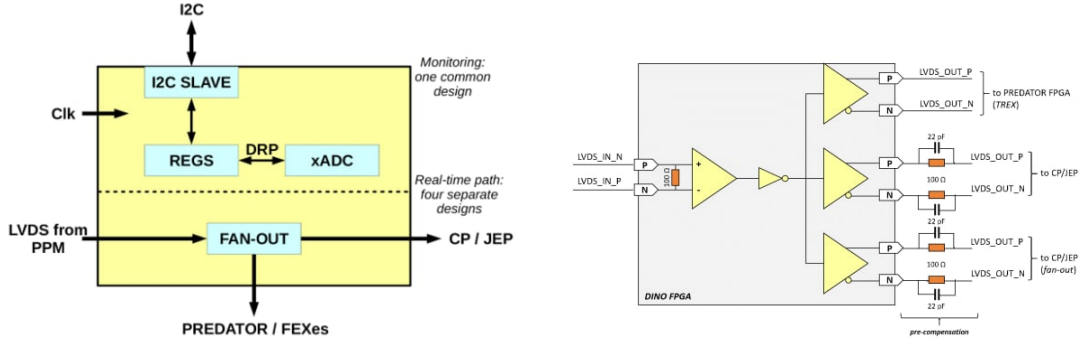 I2C
I2C SLAVE
Monitoring:
one common
design
Clk
REGS
DRP
xADC
Real-time path:
four separate
designs
LVDS from
PPM
FAN-OUT
CP / JEP
PREDATOR / FEXes
LVDS_IN_N
LVDS_IN_P
P
N
100 Ω
+
-
DINO FPGA
P
N
LVDS_OUT_P
LVDS_OUT_N
to PREDATOR FPGA
(TREX)
22 pF
P
LVDS_OUT_P
100 Ω
N
LVDS_OUT_N
22 pF
to CP/JEP
P
LVDS_OUT_P
100 Ω
N
LVDS_OUT_N
22 pF
to CP/JEP
(fan-out)
pre-compensation